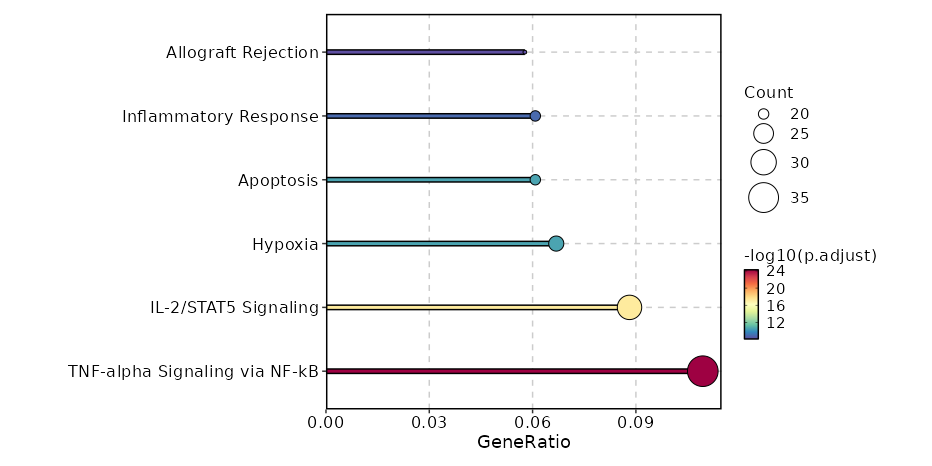 Allograft Rejection
Inflammatory Response
Apoptosis
Hypoxia
IL-2/STAT5 Signaling
TNF-alpha Signaling via NF-kB
0.00 0.03 0.06 0.09
GeneRatio
Count
20
25
30
35
-log10(p.adjust)
24
20
16
12